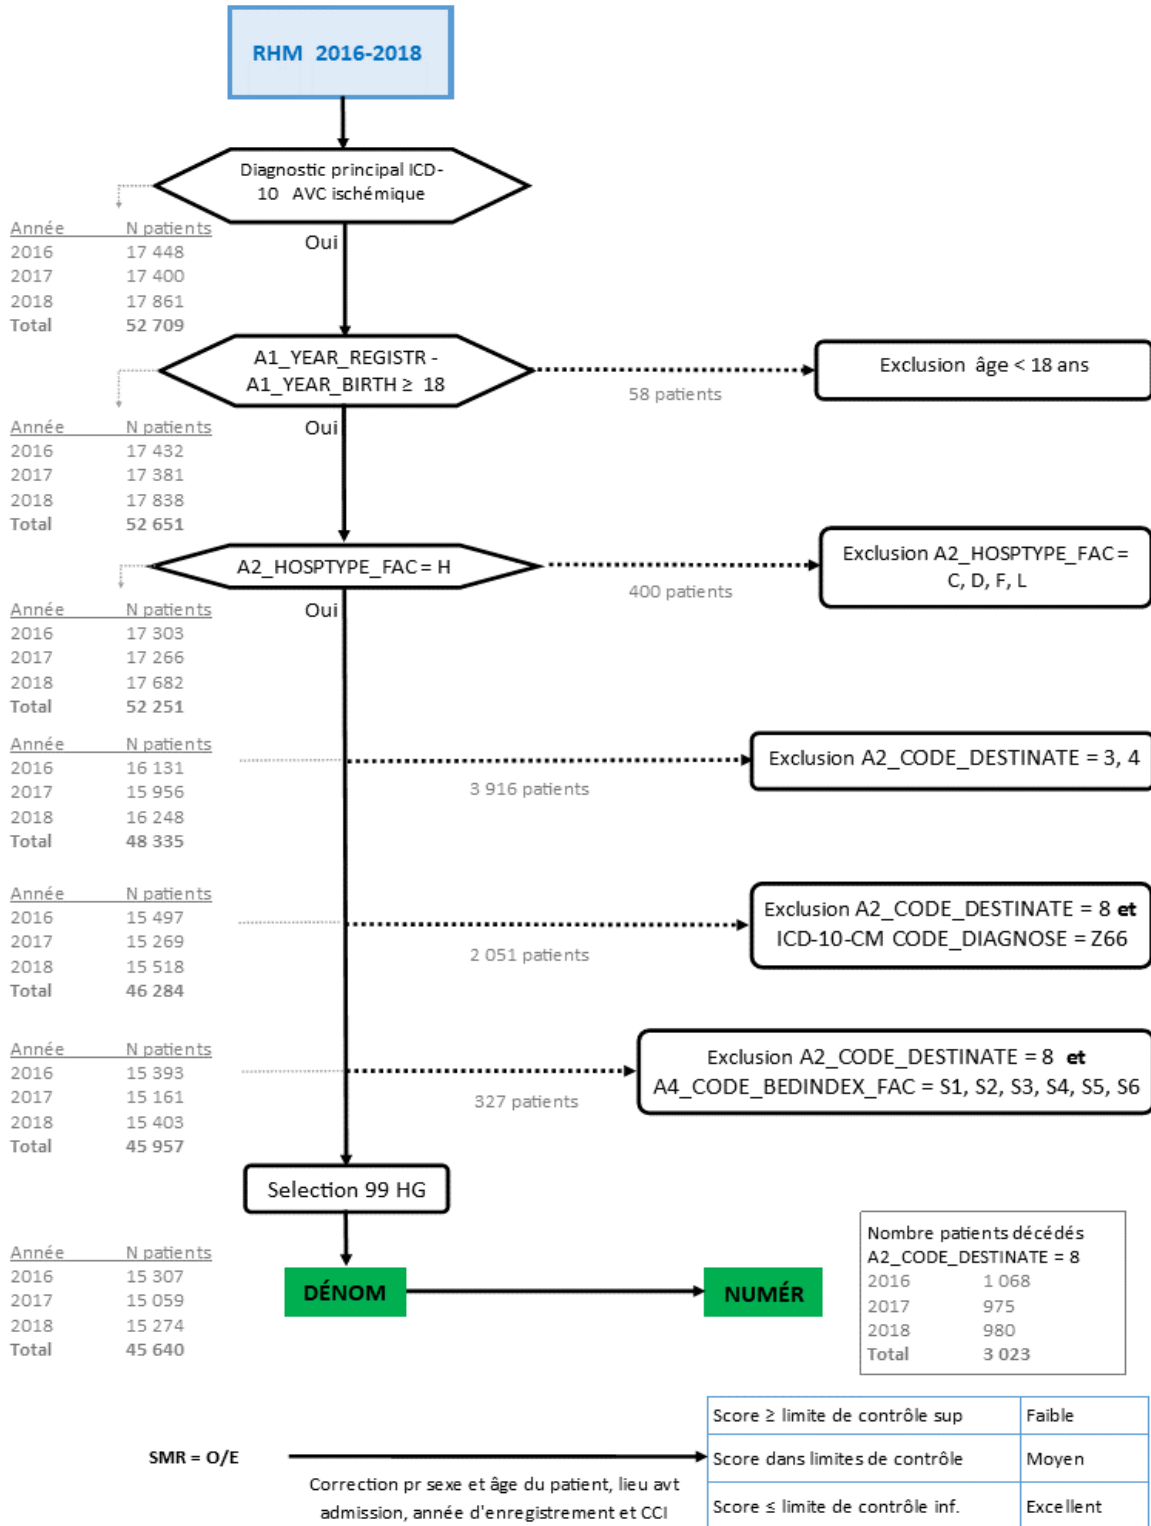 RHM 2016-2018
Diagnostic principal ICD-
10 AVC ischémique
Année N patients
2016 17 448
2017 17 400
2018 17 861
Total 52 709
Oui
A1_YEAR_REGISTR -
A1_YEAR_BIRTH ≥ 18
58 patients
Exclusion âge < 18 ans
Année N patients
2016 17 432
2017 17 381
2018 17 838
Total 52 651
Oui
A2_HOSPTYPE_FAC = H
400 patients
Exclusion A2_HOSPTYPE_FAC =
C, D, F, L
Année N patients
2016 17 303
2017 17 266
2018 17 682
Total 52 251
Oui
Année N patients
2016 16 131
2017 15 956
2018 16 248
Total 48 335
3 916 patients
Exclusion A2_CODE_DESTINATE = 3, 4
Année N patients
2016 15 497
2017 15 269
2018 15 518
Total 46 284
2 051 patients
Exclusion A2_CODE_DESTINATE = 8 et
ICD-10-CM CODE_DIAGNOSE = Z66
Année N patients
2016 15 393
2017 15 161
2018 15 403
Total 45 957
327 patients
Exclusion A2_CODE_DESTINATE = 8 et
A4_CODE_BEDINDEX_FAC = S1, S2, S3, S4, S5, S6
Selection 99 HG
Année N patients
2016 15 307
2017 15 059
2018 15 274
Total 45 640
DÉNOM
NUMÉR
Nombre patients décédés
A2_CODE_DESTINATE = 8
2016 1 068
2017 975
2018 980
Total 3 023
SMR = O/E
Correction pr sexe et âge du patient, lieu avt
admission, année d'enregistrement et CCI
Score ≥ limite de contrôle sup Faible
Score dans limites de contrôle Moyen
Score ≤ limite de contrôle inf. Excellent